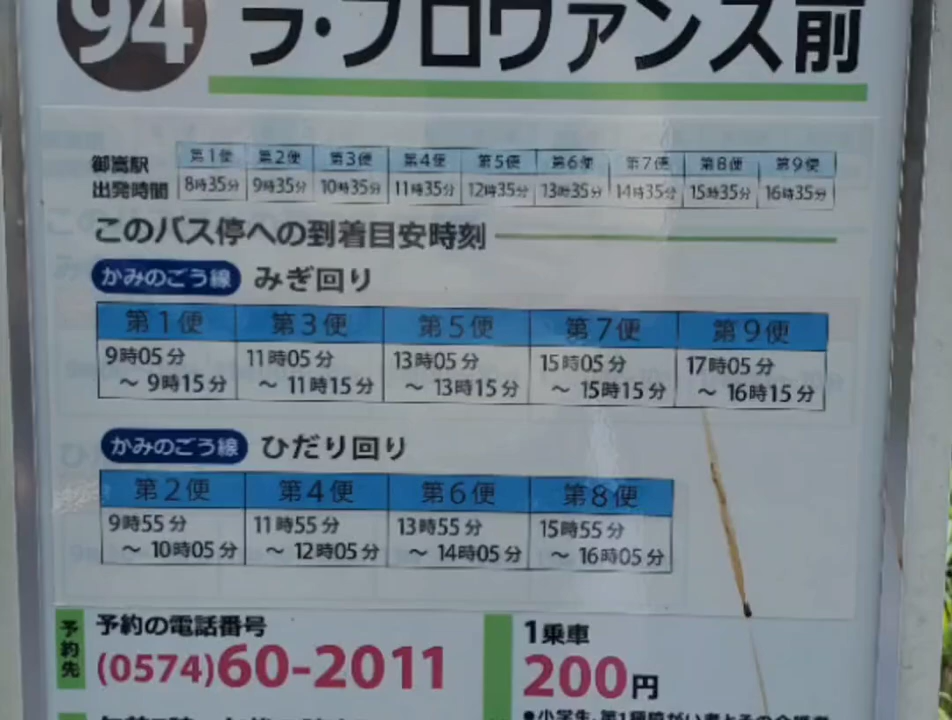 94 ラ・プロヴァンス前
御嵩駅 出発時間
第1便 第2便 第3便 第4便 第5便 第6便 第7便 第8便 第9便
8時35分 9時35分 10時35分 11時35分 12時35分 13時35分 14時35分 15時35分 16時35分
このバス停への到着目安時刻
かみのごう線 みぎ回り
第1便 第3便 第5便 第7便 第9便
9時05分 11時05分 13時05分 15時05分 17時05分
～ 9時15分 ～ 11時15分 ～ 13時15分 ～ 15時15分 ～ 16時15分
かみのごう線 ひだり回り
第2便 第4便 第6便 第8便
9時55分 11時55分 13時55分 15時55分
～ 10時05分 ～ 12時05分 ～ 14時05分 ～ 16時05分
予約先
予約の電話番号
(0574)60-2011
1乗車
200円